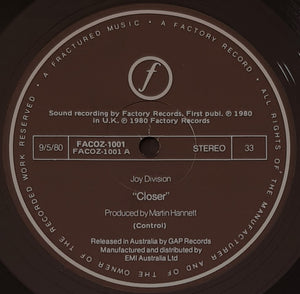 A FRACTURED MUSIC · A FACTORY RECORD ·
ALL RIGHTS OF THE MANUFACTURER AND OF THE OWNER OF THE RECORDED WORK RESERVED ·
f
Sound recording by Factory Records. First publ. ℗ 1980
in U.K. ℗ 1980 Factory Records
9/5/80
FACOZ-1001
FACOZ-1001 A
STEREO
33
Joy Division
"Closer"
Produced by Martin Hannett
(Control)
Released in Australia by GAP Records
Manufactured and distributed by
EMI Australia Ltd